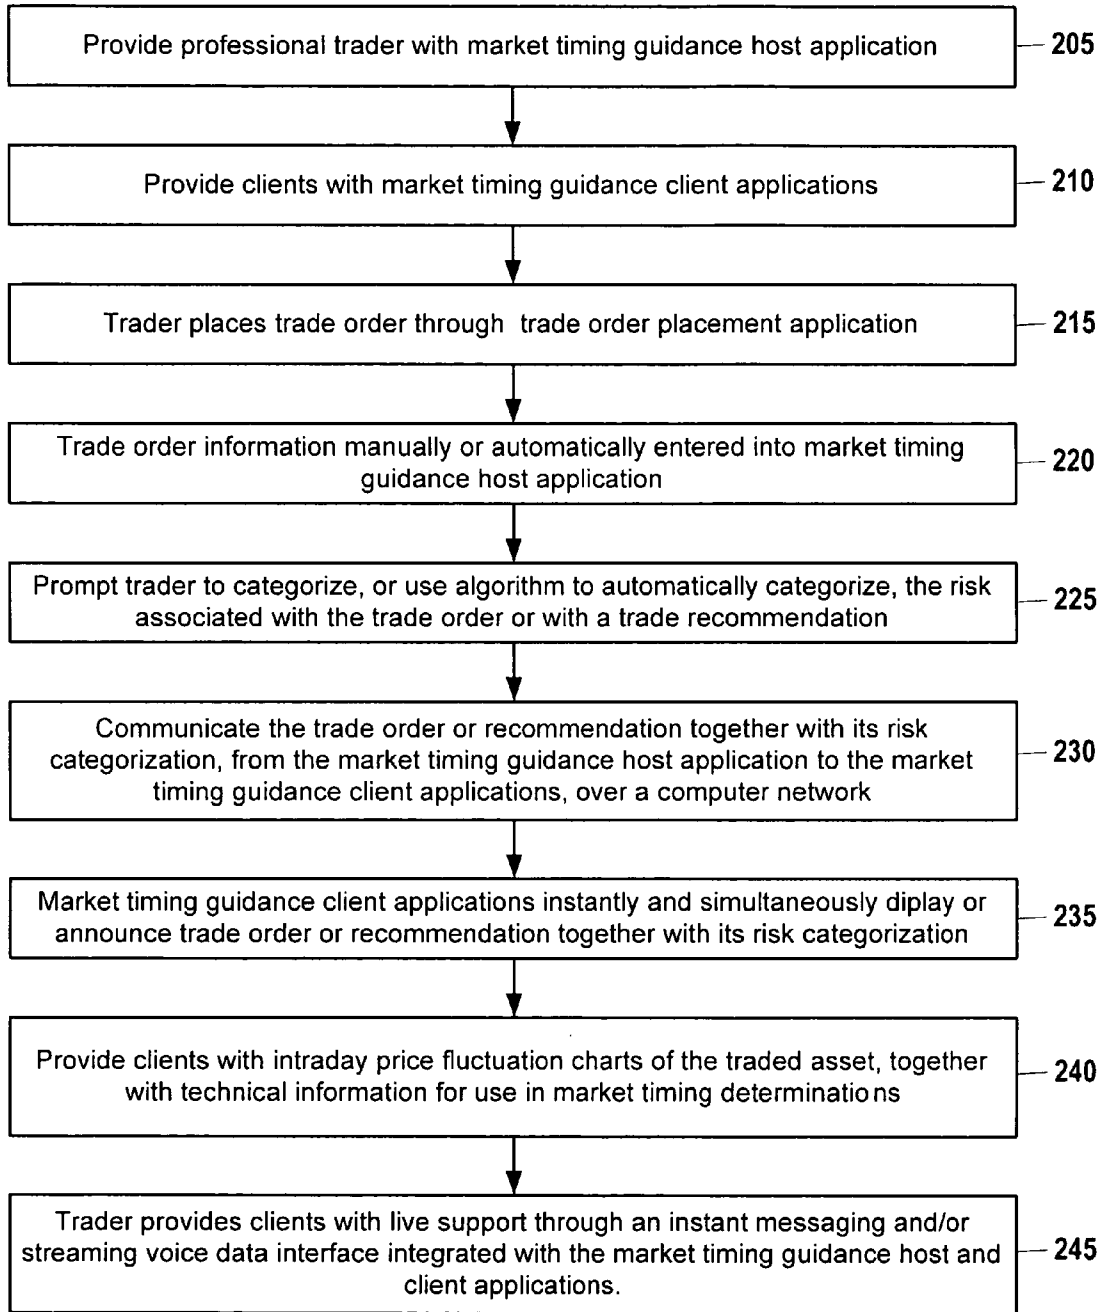 Provide professional trader with market timing guidance host application
205
Provide clients with market timing guidance client applications
210
Trader places trade order through trade order placement application
215
Trade order information manually or automatically entered into market timing
guidance host application
220
Prompt trader to categorize, or use algorithm to automatically categorize, the risk
associated with the trade order or with a trade recommendation
225
Communicate the trade order or recommendation together with its risk
categorization, from the market timing guidance host application to the market
timing guidance client applications, over a computer network
230
Market timing guidance client applications instantly and simultaneously diplay or
announce trade order or recommendation together with its risk categorization
235
Provide clients with intraday price fluctuation charts of the traded asset, together
with technical information for use in market timing determinations
240
Trader provides clients with live support through an instant messaging and/or
streaming voice data interface integrated with the market timing guidance host and
client applications.
245